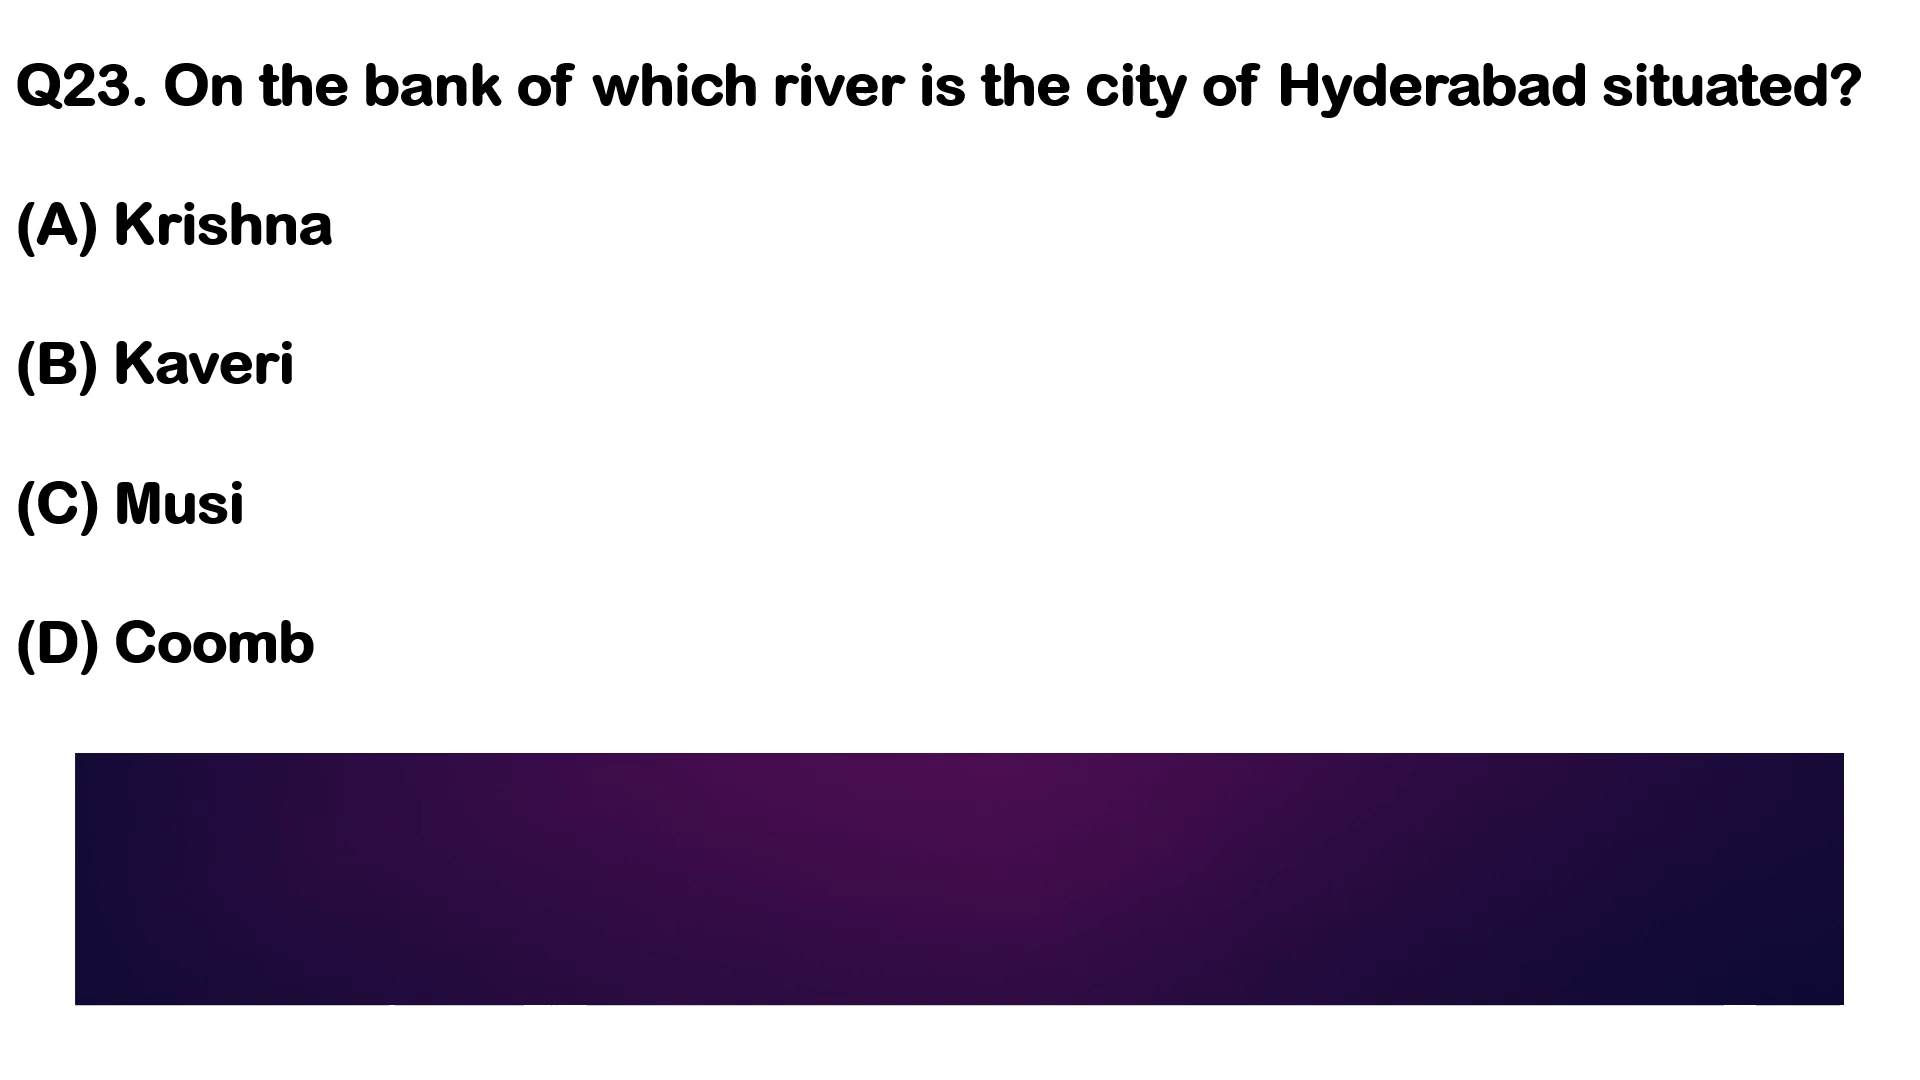 Q23. On the bank of which river is the city of Hyderabad situated?
(A) Krishna
(B) Kaveri
(C) Musi
(D) Coomb